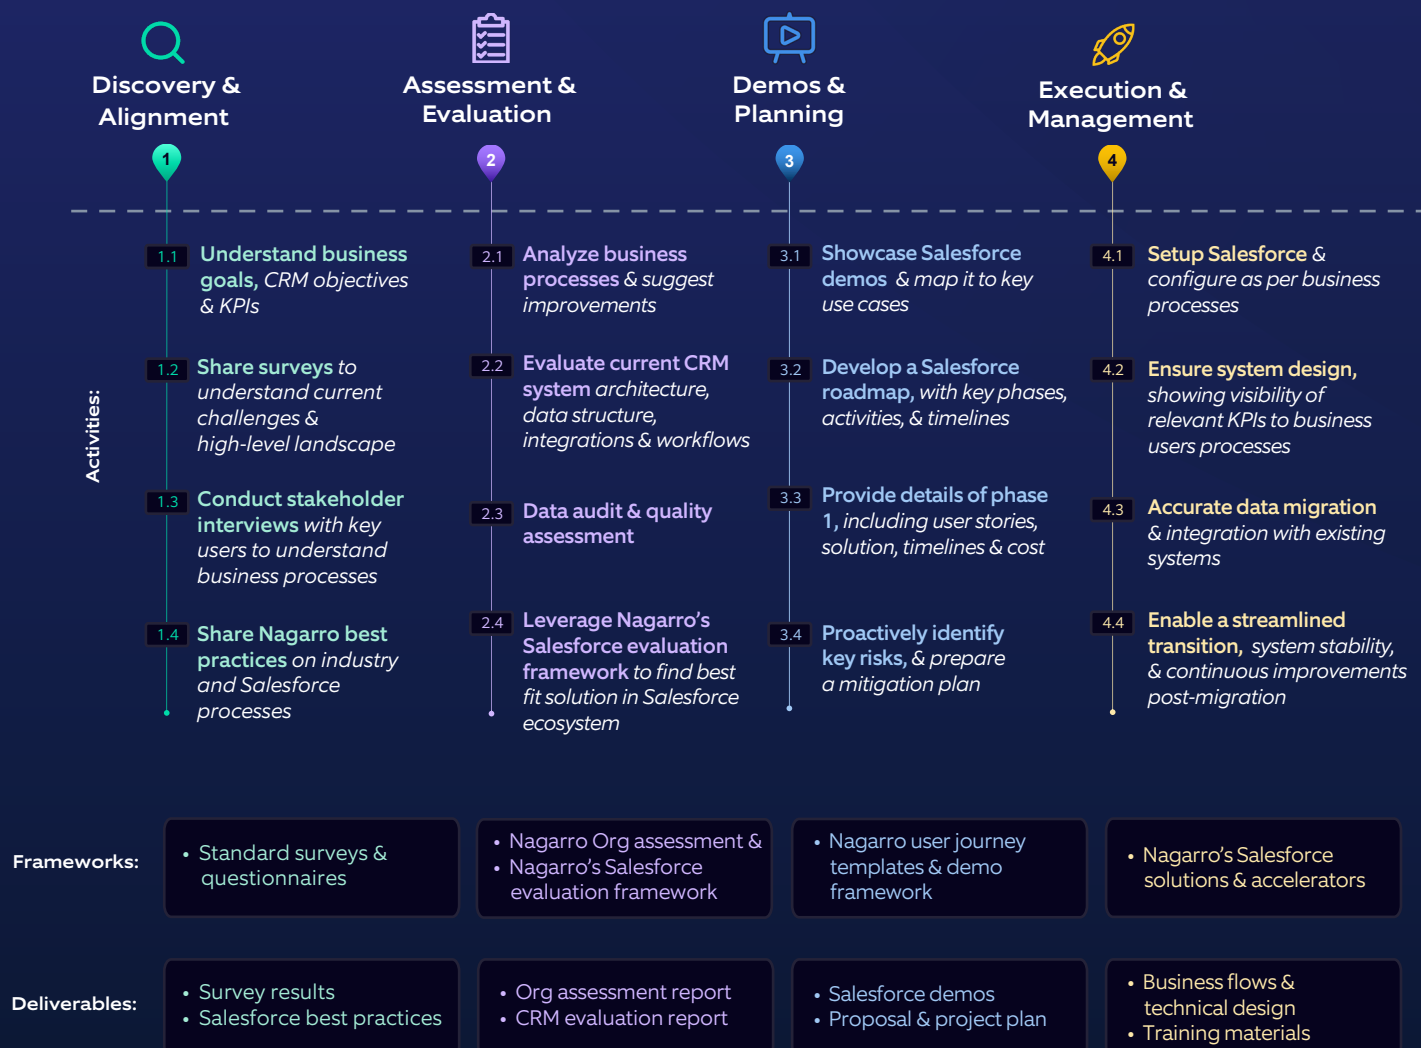 Discovery &
Alignment
Assessment &
Evaluation
Demos &
Planning
Execution &
Management
1
2
3
4
Activities:
1.1
Understand business
goals, CRM objectives
& KPIs
1.2
Share surveys to
understand current
challenges &
high-level landscape
1.3
Conduct stakeholder
interviews with key
users to understand
business processes
1.4
Share Nagarro best
practices on industry
and Salesforce
processes
2.1
Analyze business
processes & suggest
improvements
2.2
Evaluate current CRM
system architecture,
data structure,
integrations & workflows
2.3
Data audit & quality
assessment
2.4
Leverage Nagarro's
Salesforce evaluation
framework to find best
fit solution in Salesforce
ecosystem
3.1
Showcase Salesforce
demos & map it to key
use cases
3.2
Develop a Salesforce
roadmap, with key phases,
activities, & timelines
3.3
Provide details of phase
1, including user stories,
solution, timelines & cost
3.4
Proactively identify
key risks, & prepare
a mitigation plan
4.1
Setup Salesforce &
configure as per business
processes
4.2
Ensure system design,
showing visibility of
relevant KPIs to business
users processes
4.3
Accurate data migration
& integration with existing
systems
4.4
Enable a streamlined
transition, system stability,
& continuous improvements
post-migration
Frameworks:
• Standard surveys &
questionnaires
• Nagarro Org assessment &
• Nagarro's Salesforce
evaluation framework
• Nagarro user journey
templates & demo
framework
• Nagarro's Salesforce
solutions & accelerators
Deliverables:
• Survey results
• Salesforce best practices
• Org assessment report
• CRM evaluation report
• Salesforce demos
• Proposal & project plan
• Business flows &
technical design
• Training materials